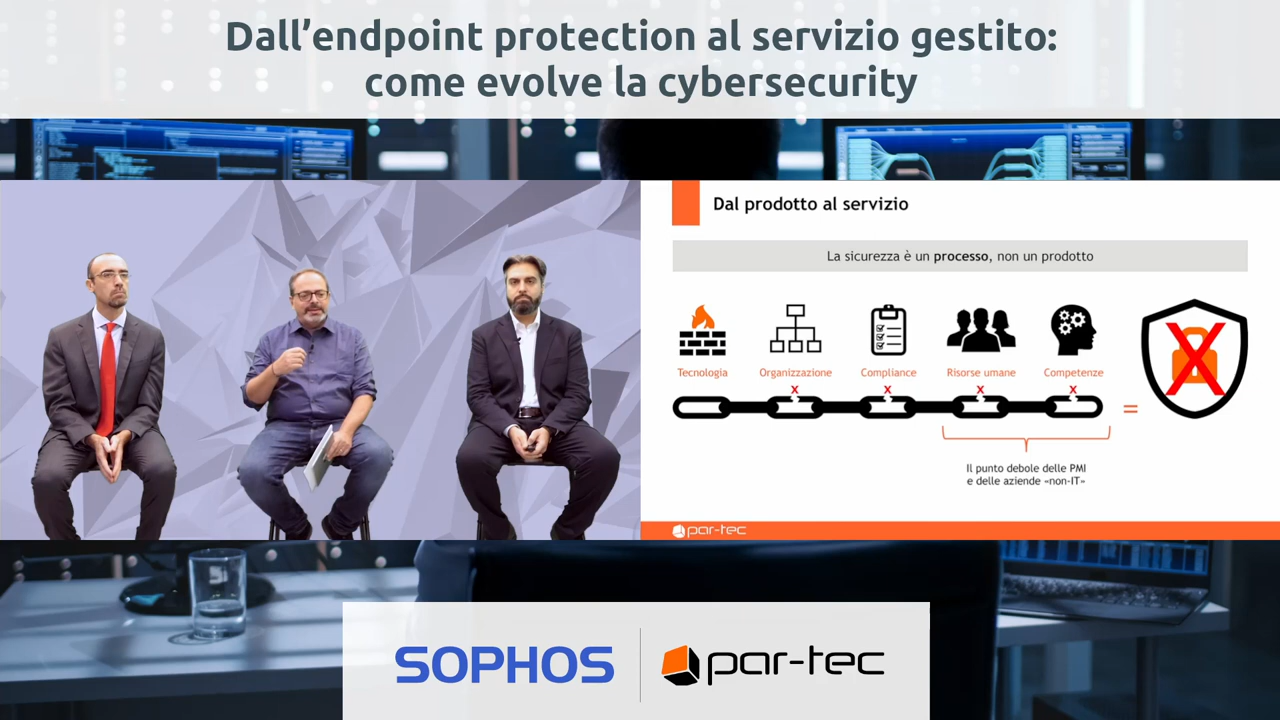 Dall’endpoint protection al servizio gestito:
come evolve la cybersecurity
Dal prodotto al servizio
La sicurezza è un processo, non un prodotto
Tecnologia
Organizzazione
Compliance
Risorse umane
Competenze
x
x
x
x
=
Il punto debole delle PMI
e delle aziende «non-IT»
par-tec
SOPHOS
par-tec